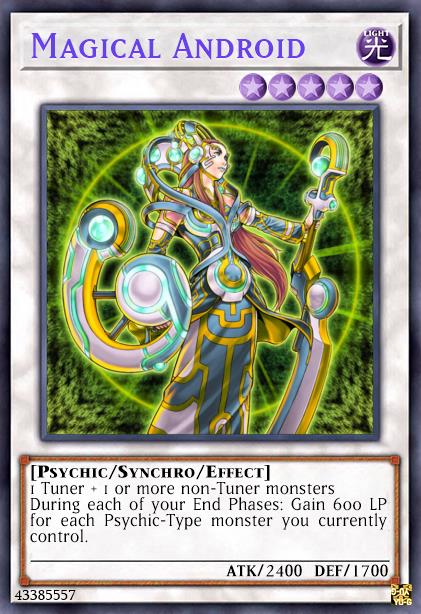 Magical Android
LIGHT
光
[Psychic/Synchro/Effect]
1 Tuner + 1 or more non-Tuner monsters
During each of your End Phases: Gain 600 LP
for each Psychic-Type monster you currently
control.
ATK/2400 DEF/1700
43385557